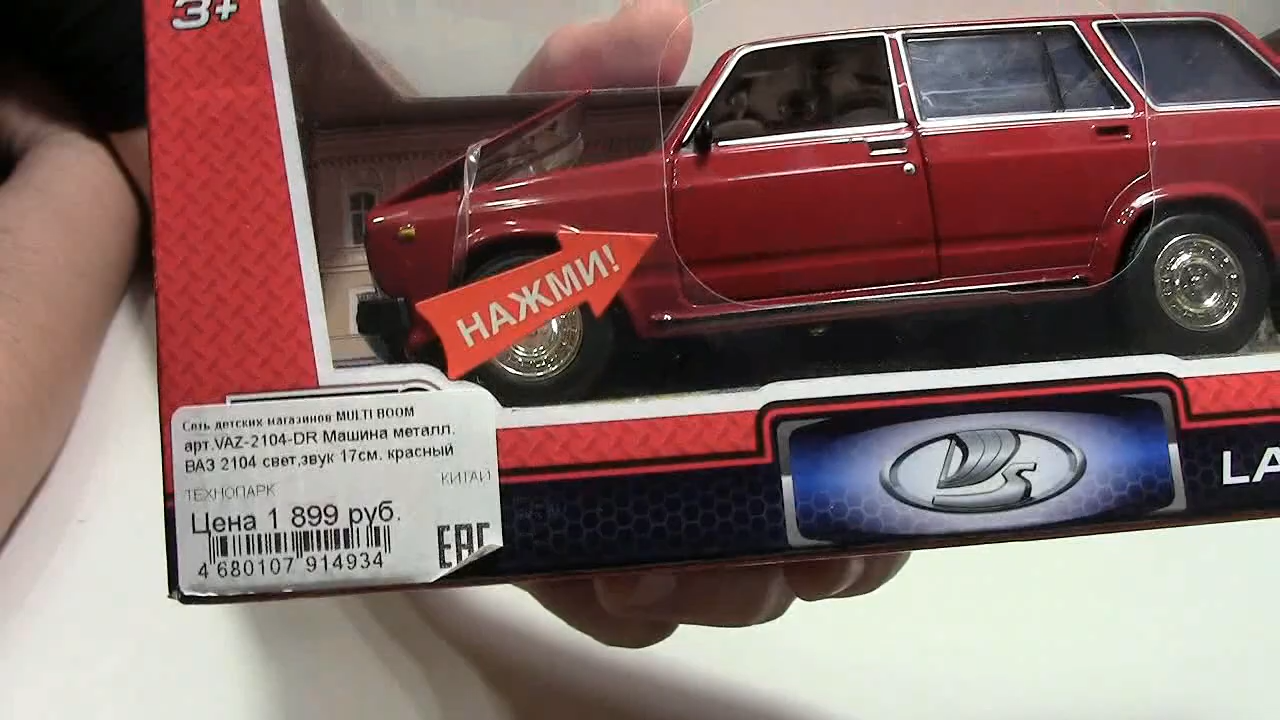 3+
НАЖМИ!
Сеть детских магазинов MULTI BOOM
арт.VAZ-2104-DR Машина металл.
ВАЗ 2104 свет,звук 17см. красный
КИТАЙ
ТЕХНОПАРК
Цена 1 899 руб.
EAC
4 680107 914934
LA